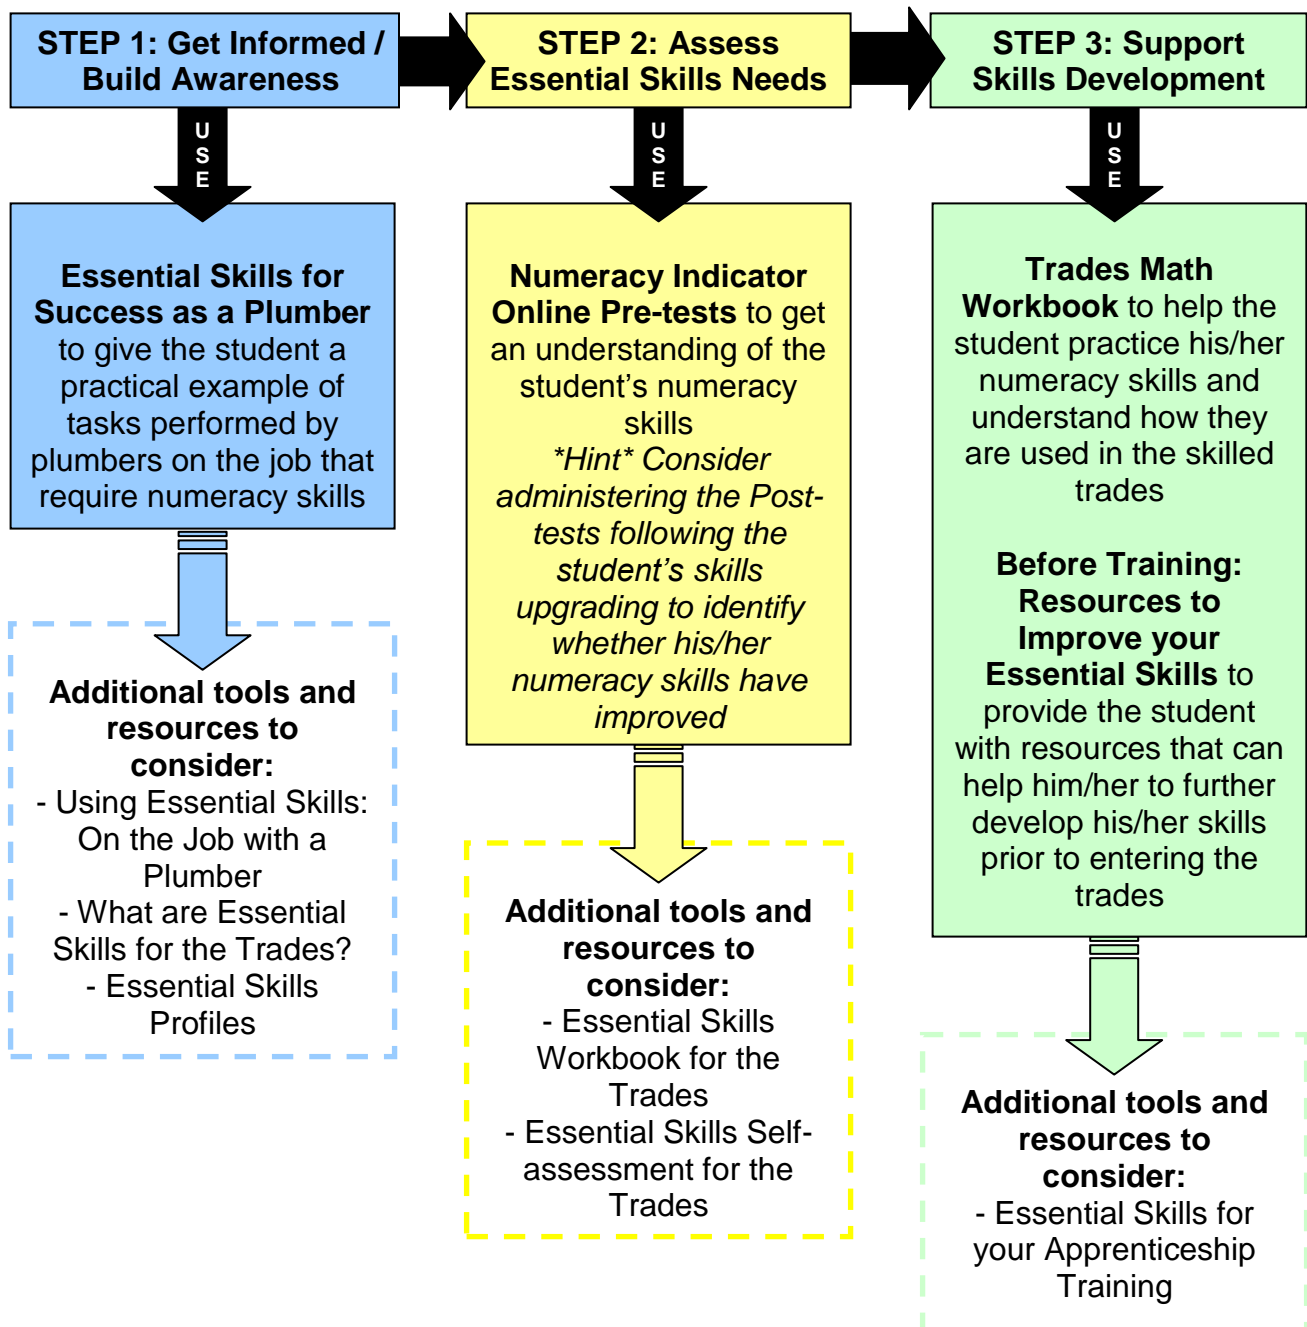 STEP 1: Get Informed /
Build Awareness
USE
Essential Skills for
Success as a Plumber
to give the student a
practical example of
tasks performed by
plumbers on the job that
require numeracy skills
Additional tools and
resources to
consider:
- Using Essential Skills:
On the Job with a
Plumber
- What are Essential
Skills for the Trades?
- Essential Skills
Profiles
STEP 2: Assess
Essential Skills Needs
USE
Numeracy Indicator
Online Pre-tests to get
an understanding of the
student’s numeracy
skills
*Hint* Consider
administering the Post-
tests following the
student’s skills
upgrading to identify
whether his/her
numeracy skills have
improved
Additional tools and
resources to
consider:
- Essential Skills
Workbook for the
Trades
- Essential Skills Self-
assessment for the
Trades
STEP 3: Support
Skills Development
USE
Trades Math
Workbook to help the
student practice his/her
numeracy skills and
understand how they
are used in the skilled
trades
Before Training:
Resources to
Improve your
Essential Skills to
provide the student
with resources that can
help him/her to further
develop his/her skills
prior to entering the
trades
Additional tools and
resources to
consider:
- Essential Skills for
your Apprenticeship
Training